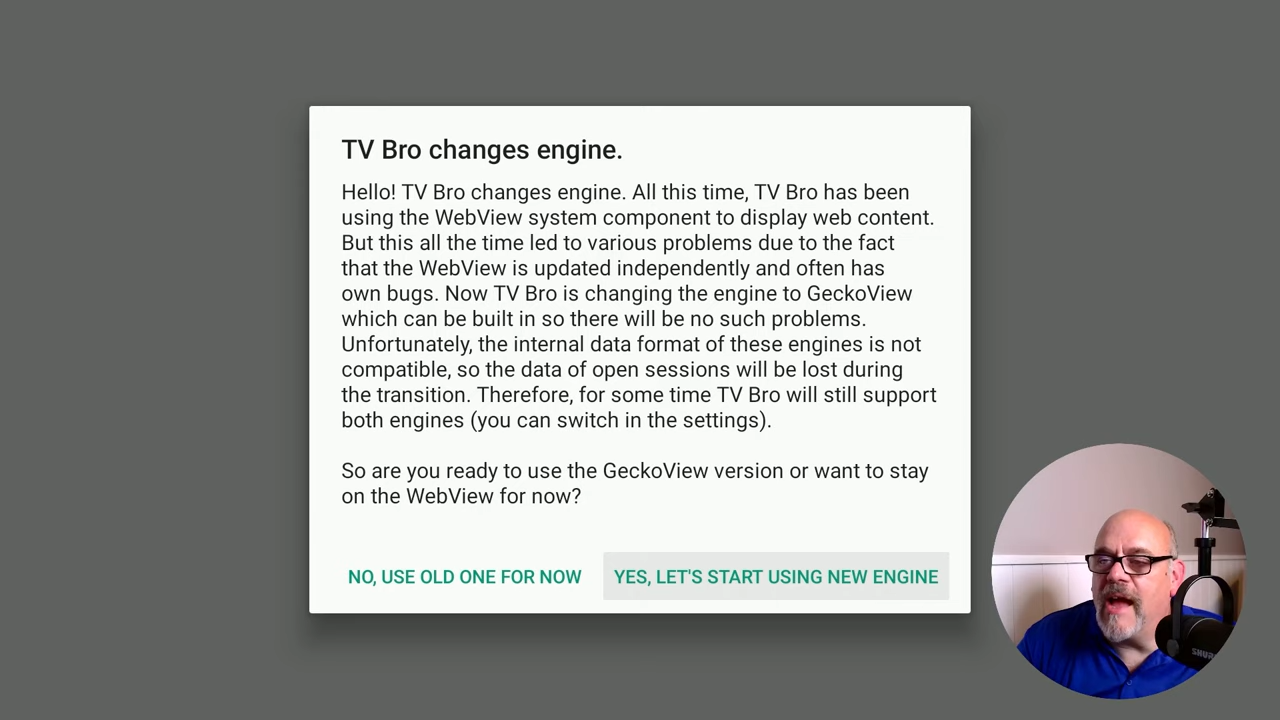 TV Bro changes engine.
Hello! TV Bro changes engine. All this time, TV Bro has been
using the WebView system component to display web content.
But this all the time led to various problems due to the fact
that the WebView is updated independently and often has
own bugs. Now TV Bro is changing the engine to GeckoView
which can be built in so there will be no such problems.
Unfortunately, the internal data format of these engines is not
compatible, so the data of open sessions will be lost during
the transition. Therefore, for some time TV Bro will still support
both engines (you can switch in the settings).
So are you ready to use the GeckoView version or want to stay
on the WebView for now?
NO, USE OLD ONE FOR NOW
YES, LET'S START USING NEW ENGINE
SHURE